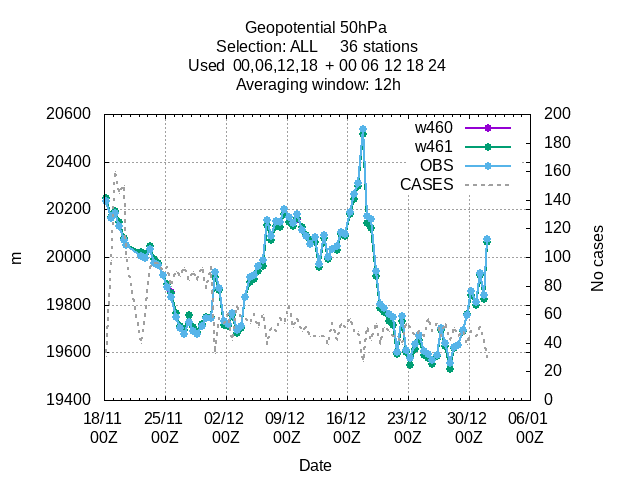 Geopotential 50hPa
Selection: ALL 36 stations
Used 00,06,12,18 + 00 06 12 18 24
Averaging window: 12h
20600 200
w460 180
20400 w461 160
OBS
CASES 140
20200 120
20000 100
m No cases
19800 80
60
19600 40
20
19400 0
18/11 25/11 02/12 09/12 16/12 23/12 30/12 06/01
00Z 00Z 00Z 00Z 00Z 00Z 00Z 00Z
Date